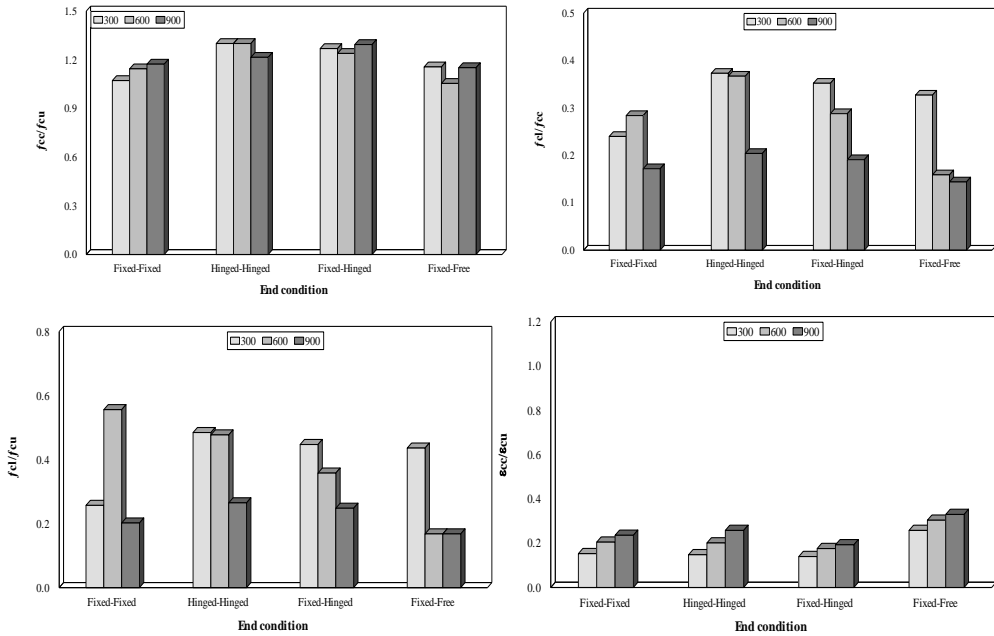 1.5
300 600 900
1.2
0.9
0.6
0.3
0.0
fcc/fcu
Fixed-Fixed Hinged-Hinged Fixed-Hinged Fixed-Free
End condition
0.5
300 600 900
0.4
0.3
0.2
0.1
0.0
fcl/fcc
Fixed-Fixed Hinged-Hinged Fixed-Hinged Fixed-Free
End condition
0.8
300 600 900
0.6
0.4
0.2
0.0
fcl/fcu
Fixed-Fixed Hinged-Hinged Fixed-Hinged Fixed-Free
End condition
1.2
300 600 900
1.0
0.8
0.6
0.4
0.2
0.0
εcc/εcu
Fixed-Fixed Hinged-Hinged Fixed-Hinged Fixed-Free
End condition